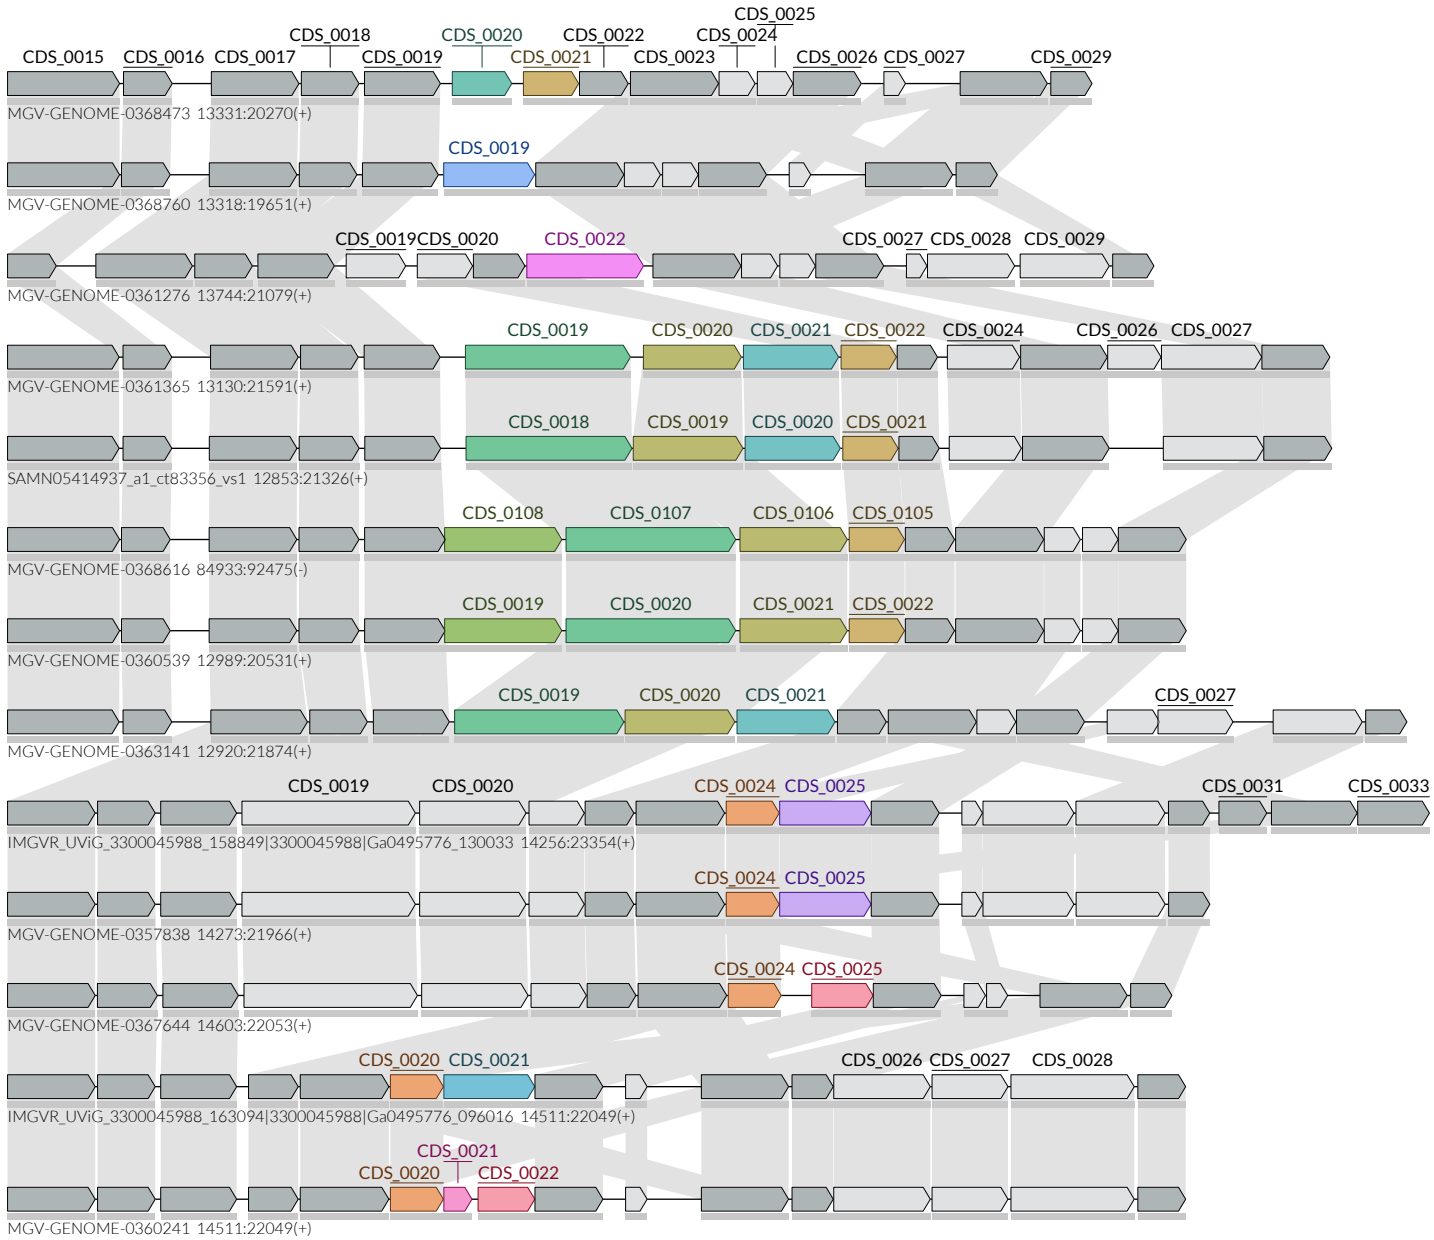 CDS_0025
CDS_0018 CDS_0020 CDS_0022 CDS_0024
CDS_0015 CDS_0016 CDS_0017 CDS_0019 CDS_0021 CDS_0023 CDS_0026 CDS_0027 CDS_0029
MGV-GENOME-0368473 13331:20270(+)
CDS_0019
MGV-GENOME-0368760 13318:19651(+)
CDS_0019 CDS_0020 CDS_0022 CDS_0027 CDS_0028 CDS_0029
MGV-GENOME-0361276 13744:21079(+)
CDS_0019 CDS_0020 CDS_0021 CDS_0022 CDS_0024 CDS_0026 CDS_0027
MGV-GENOME-0361365 13130:21591(+)
CDS_0018 CDS_0019 CDS_0020 CDS_0021
SAMN05414937_a1_ct83356_vs1 12853:21326(+)
CDS_0108 CDS_0107 CDS_0106 CDS_0105
MGV-GENOME-0368616 84933:92475(-)
CDS_0019 CDS_0020 CDS_0021 CDS_0022
MGV-GENOME-0360539 12989:20531(+)
CDS_0019 CDS_0020 CDS_0021 CDS_0027
MGV-GENOME-0363141 12920:21874(+)
CDS_0019 CDS_0020 CDS_0024 CDS_0025 CDS_0031 CDS_0033
IMGVR_UViG_3300045988_158849|3300045988|Ga0495776_130033 14256:23354(+)
CDS_0024 CDS_0025
MGV-GENOME-0357838 14273:21966(+)
CDS_0024 CDS_0025
MGV-GENOME-0367644 14603:22053(+)
CDS_0020 CDS_0021 CDS_0026 CDS_0027 CDS_0028
IMGVR_UViG_3300045988_163094|3300045988|Ga0495776_096016 14511:22049(+)
CDS_0021
CDS_0020 CDS_0022
MGV-GENOME-0360241 14511:22049(+)